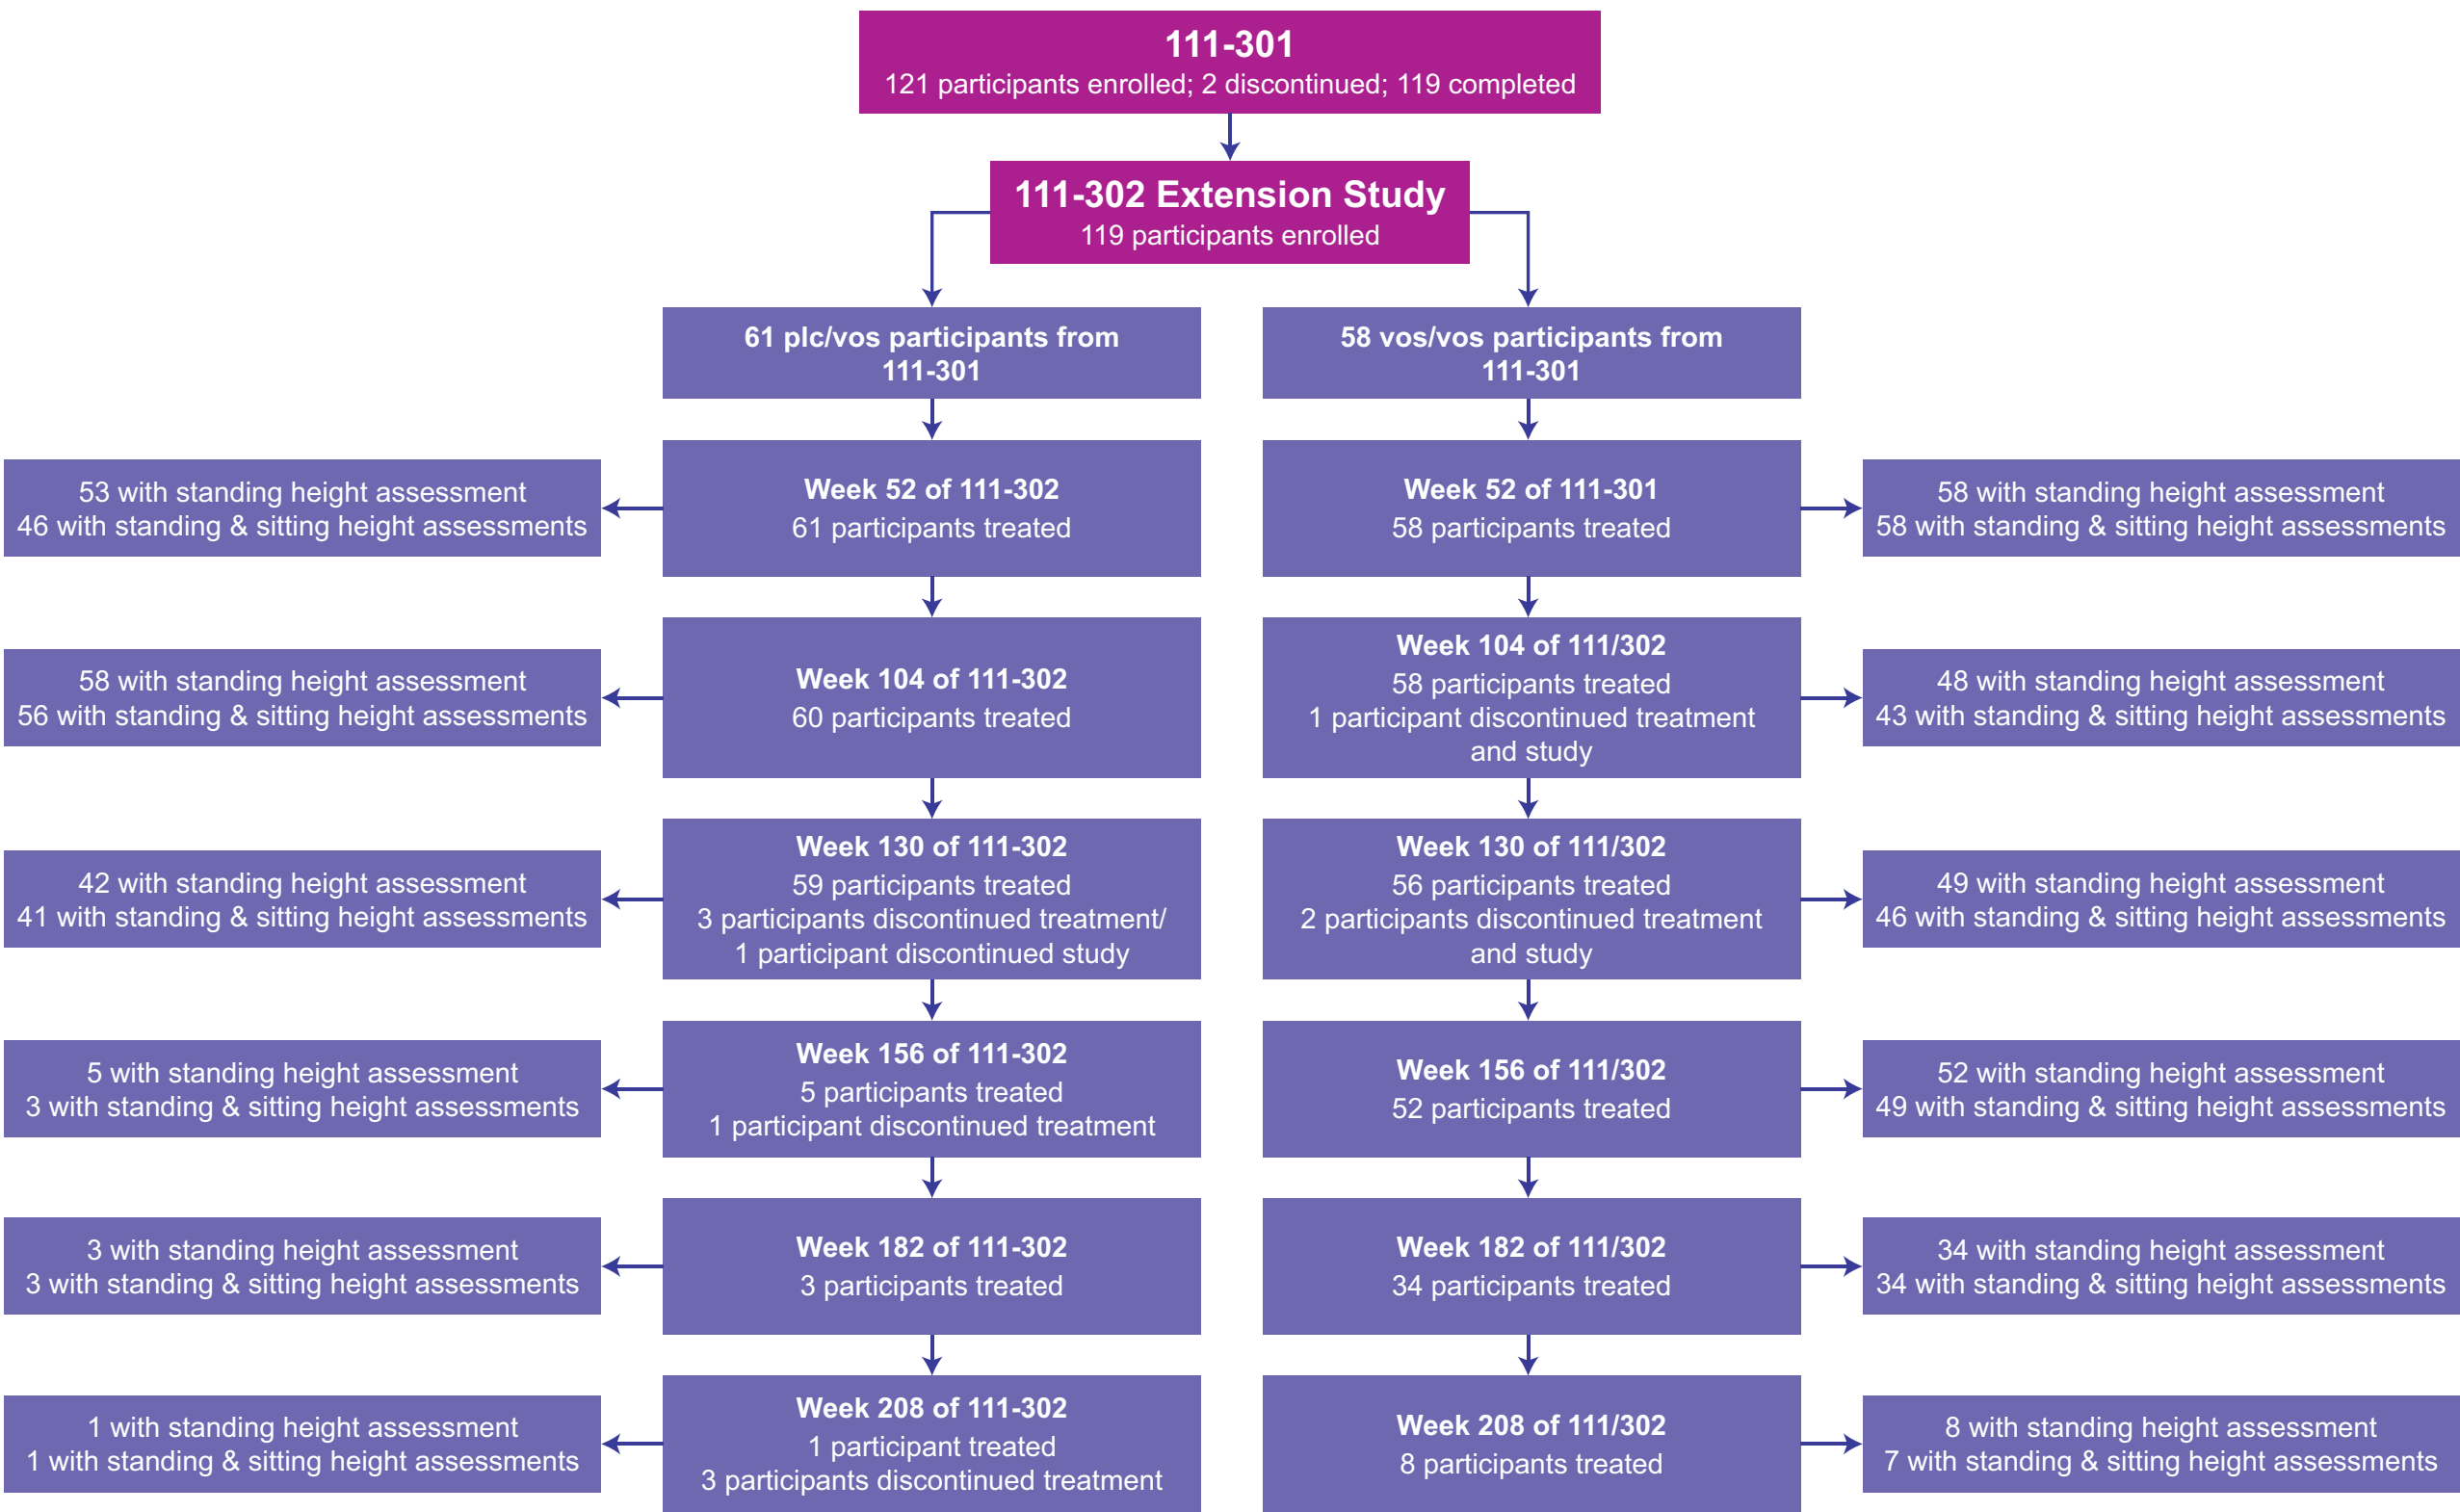 111-301
121 participants enrolled; 2 discontinued; 119 completed
111-302 Extension Study
119 participants enrolled
61 plc/vos participants from
111-301
58 vos/vos participants from
111-301
53 with standing height assessment
46 with standing & sitting height assessments
Week 52 of 111-302
61 participants treated
Week 52 of 111-301
58 participants treated
58 with standing height assessment
58 with standing & sitting height assessments
58 with standing height assessment
56 with standing & sitting height assessments
Week 104 of 111-302
60 participants treated
Week 104 of 111/302
58 participants treated
1 participant discontinued treatment
and study
48 with standing height assessment
43 with standing & sitting height assessments
42 with standing height assessment
41 with standing & sitting height assessments
Week 130 of 111-302
59 participants treated
3 participants discontinued treatment/
1 participant discontinued study
Week 130 of 111/302
56 participants treated
2 participants discontinued treatment
and study
49 with standing height assessment
46 with standing & sitting height assessments
5 with standing height assessment
3 with standing & sitting height assessments
Week 156 of 111-302
5 participants treated
1 participant discontinued treatment
Week 156 of 111/302
52 participants treated
52 with standing height assessment
49 with standing & sitting height assessments
3 with standing height assessment
3 with standing & sitting height assessments
Week 182 of 111-302
3 participants treated
Week 182 of 111/302
34 participants treated
34 with standing height assessment
34 with standing & sitting height assessments
1 with standing height assessment
1 with standing & sitting height assessments
Week 208 of 111-302
1 participant treated
3 participants discontinued treatment
Week 208 of 111/302
8 participants treated
8 with standing height assessment
7 with standing & sitting height assessments